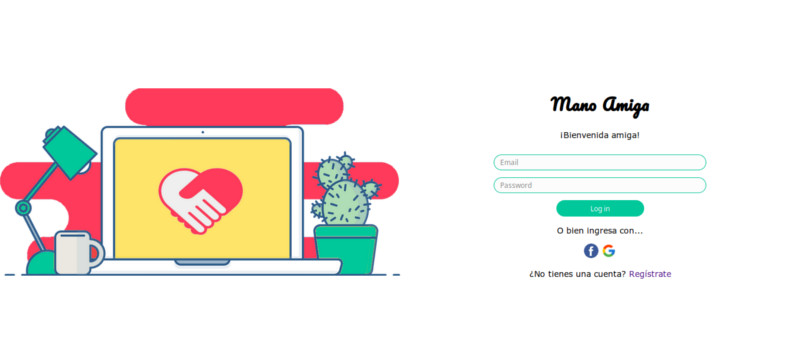 Mano Amiga
¡Bienvenida amiga!
Email
Password
Log in
O bien ingresa con...
¿No tienes una cuenta? Regístrate